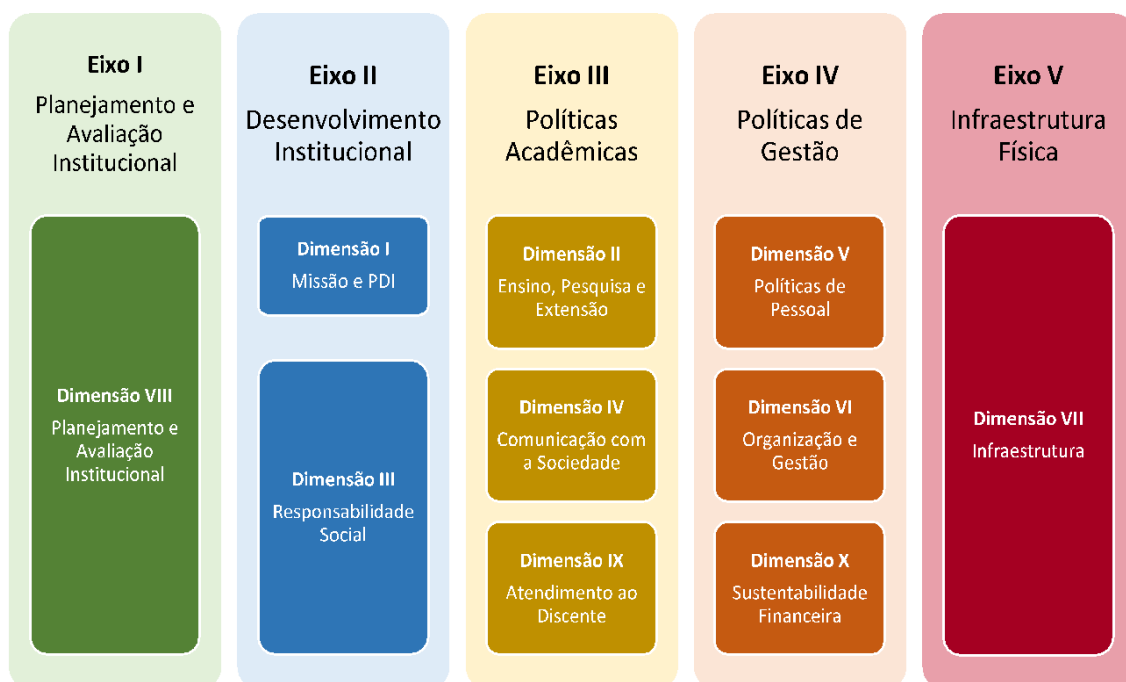 Eixo I
Planejamento e
Avaliação
Institucional
Dimensão VIII
Planejamento e
Avaliação
Institucional
Eixo II
Desenvolvimento
Institucional
Dimensão I
Missão e PDI
Dimensão III
Responsabilidade
Social
Eixo III
Políticas
Acadêmicas
Dimensão II
Ensino, Pesquisa e
Extensão
Dimensão IV
Comunicação com
a Sociedade
Dimensão IX
Atendimento ao
Discente
Eixo IV
Políticas de
Gestão
Dimensão V
Políticas de
Pessoal
Dimensão VI
Organização e
Gestão
Dimensão X
Sustentabilidade
Financeira
Eixo V
Infraestrutura
Física
Dimensão VII
Infraestrutura